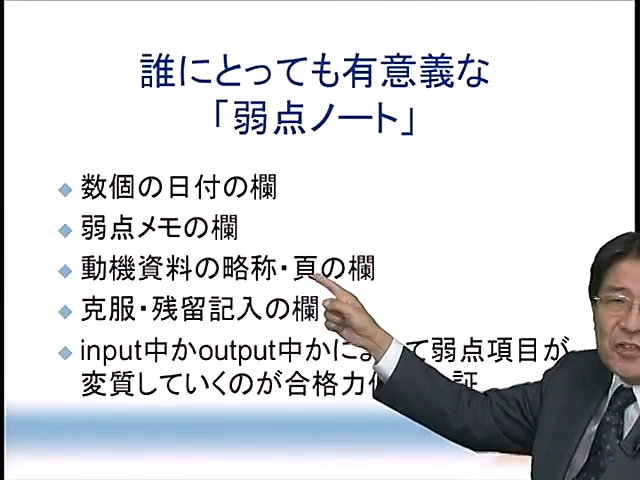 誰にとっても有意義な
「弱点ノート」
◆ 数個の日付の欄
◆ 弱点メモの欄
◆ 動機資料の略称・頁の欄
◆ 克服・残留記入の欄
◆ input中かoutput中かに て弱点項目が
変質していくのが合格力 証